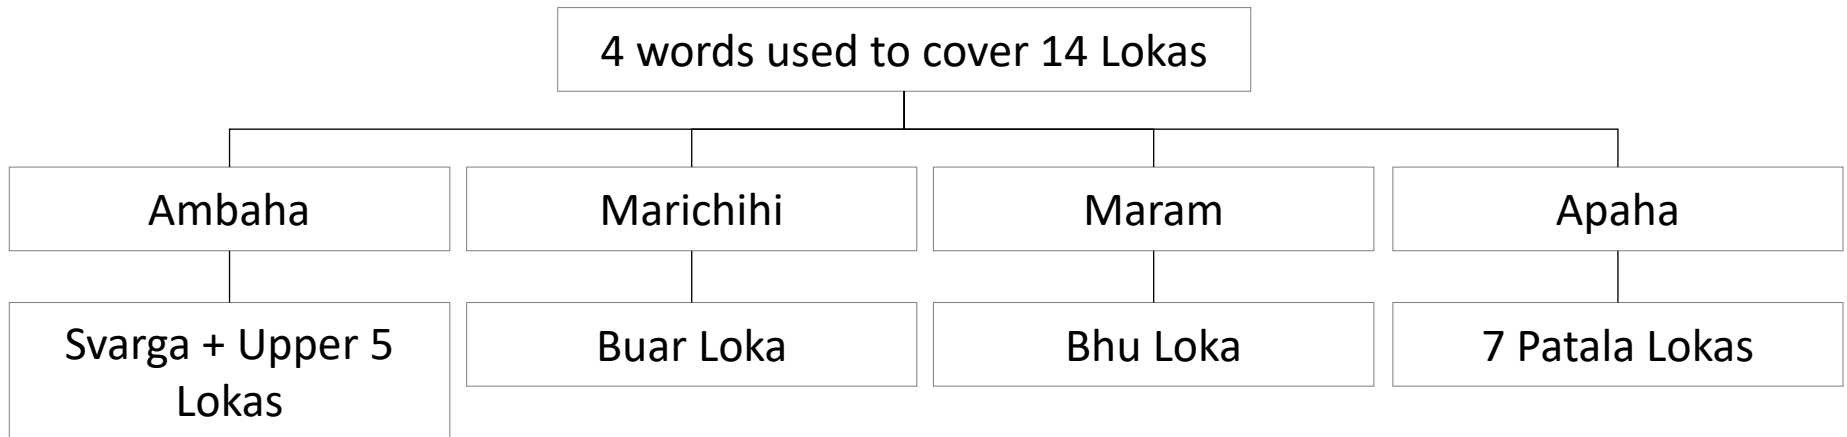 4 words used to cover 14 Lokas
Ambaha
Marichihi
Maram
Apaha
Svarga + Upper 5
Lokas
Buar Loka
Bhu Loka
7 Patala Lokas